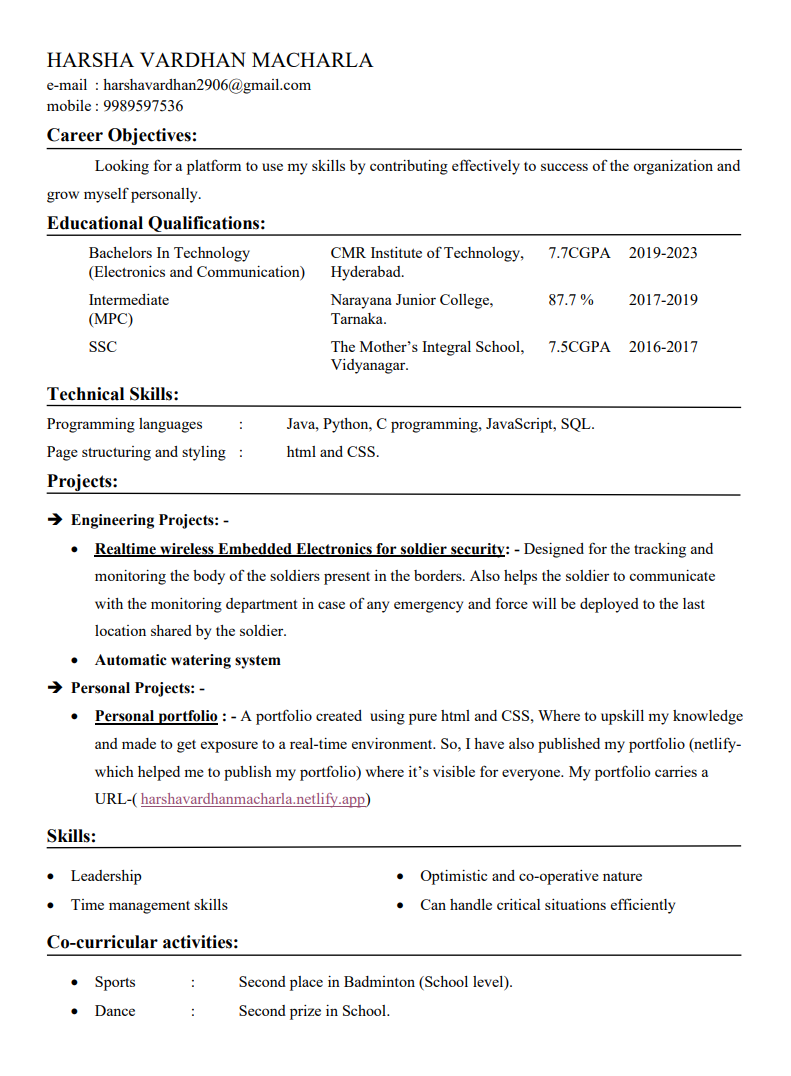 HARSHA VARDHAN MACHARLA
e-mail : harshavardhan2906@gmail.com
mobile : 9989597536
Career Objectives:
Looking for a platform to use my skills by contributing effectively to success of the organization and
grow myself personally.
Educational Qualifications:
Bachelors In Technology CMR Institute of Technology, 7.7CGPA 2019-2023
(Electronics and Communication) Hyderabad.
Intermediate Narayana Junior College, 87.7 % 2017-2019
(MPC) Tarnaka.
SSC The Mother’s Integral School, 7.5CGPA 2016-2017
Vidyanagar.
Technical Skills:
Programming languages : Java, Python, C programming, JavaScript, SQL.
Page structuring and styling : html and CSS.
Projects:
➔ Engineering Projects: -
• Realtime wireless Embedded Electronics for soldier security: - Designed for the tracking and
monitoring the body of the soldiers present in the borders. Also helps the soldier to communicate
with the monitoring department in case of any emergency and force will be deployed to the last
location shared by the soldier.
• Automatic watering system
➔ Personal Projects: -
• Personal portfolio : - A portfolio created using pure html and CSS, Where to upskill my knowledge
and made to get exposure to a real-time environment. So, I have also published my portfolio (netlify-
which helped me to publish my portfolio) where it’s visible for everyone. My portfolio carries a
URL-( harshavardhanmacharla.netlify.app)
Skills:
• Leadership • Optimistic and co-operative nature
• Time management skills • Can handle critical situations efficiently
Co-curricular activities:
• Sports : Second place in Badminton (School level).
• Dance : Second prize in School.